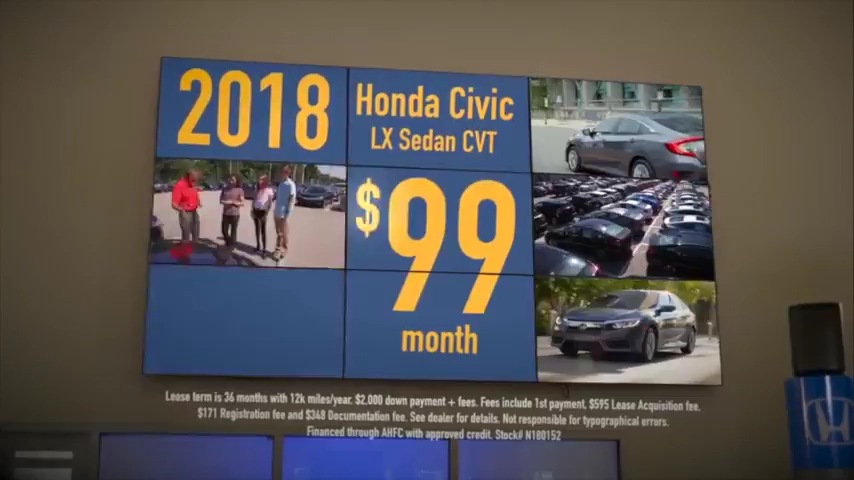 2018
Honda Civic
LX Sedan CVT
$99
month
Lease term is 36 months with 12k miles/year. $2,000 down payment + fees. Fees include 1st payment, $595 Lease Acquisition fee.
$171 Registration fee and $348 Documentation fee. See dealer for details. Not responsible for typographical errors.
Financed through AHFC with approved credit. Stock# N180152